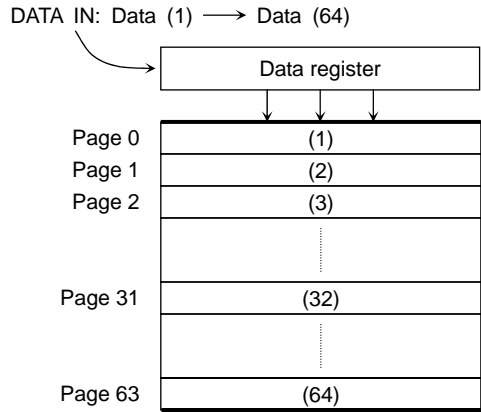 DATA IN: Data (1) ⟶ Data (64)
Data register
Page 0 (1)
Page 1 (2)
Page 2 (3)
Page 31 (32)
Page 63 (64)